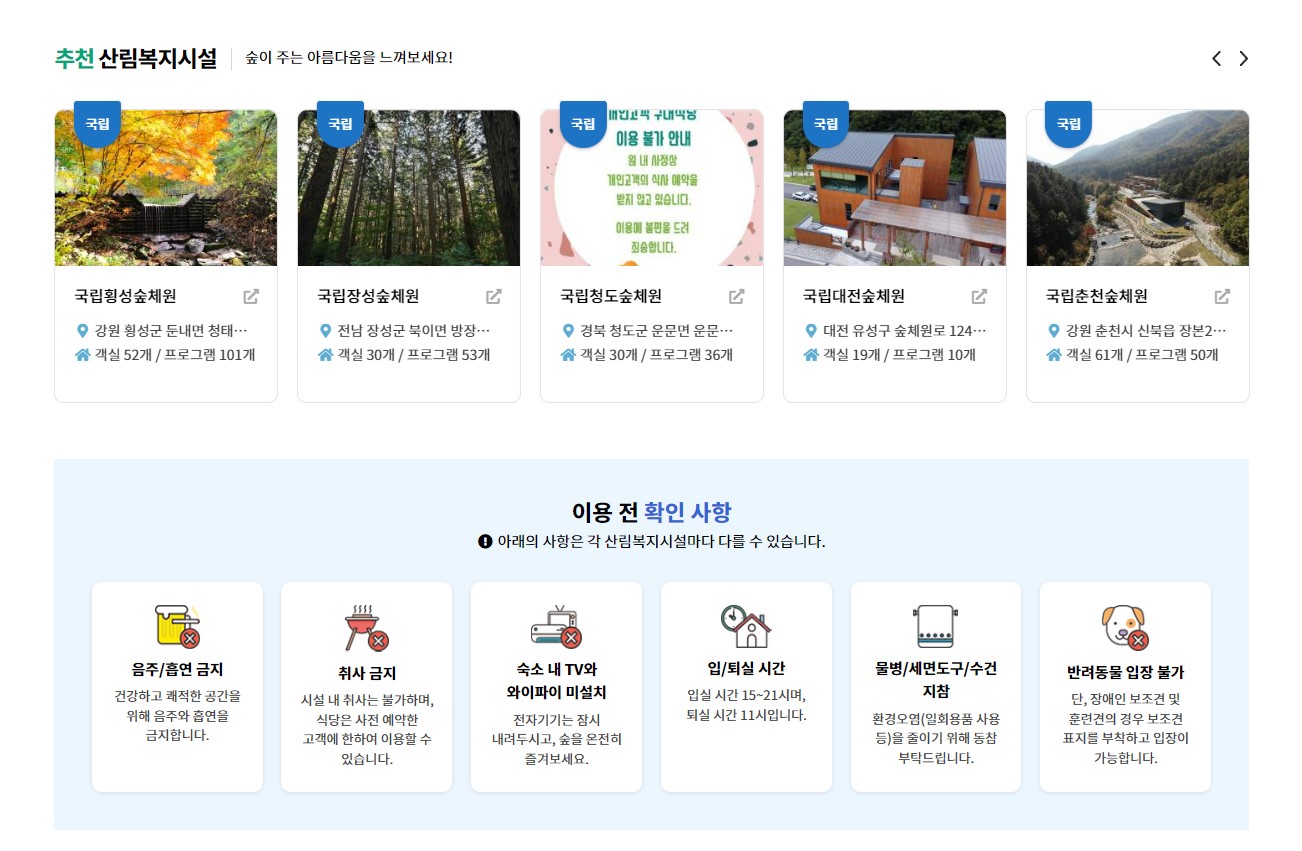 추천 산림복지시설
숲이 주는 아름다움을 느껴보세요!
국립
국립횡성숲체원
강원 횡성군 둔내면 청태…
객실 52개 / 프로그램 101개
국립
국립장성숲체원
전남 장성군 북이면 방장…
객실 30개 / 프로그램 53개
국립
개인고객 구내식당
이용 불가 안내
원 내 사정상
개인고객의 식사 예약을
받지 않고 있습니다.
이용에 불편을 드려
죄송합니다.
국립청도숲체원
경북 청도군 운문면 운문…
객실 30개 / 프로그램 36개
국립
국립대전숲체원
대전 유성구 숲체원로 124…
객실 19개 / 프로그램 10개
국립
국립춘천숲체원
강원 춘천시 신북읍 장본2…
객실 61개 / 프로그램 50개
이용 전 확인 사항
아래의 사항은 각 산림복지시설마다 다를 수 있습니다.
음주/흡연 금지
건강하고 쾌적한 공간을
위해 음주와 흡연을
금지합니다.
취사 금지
시설 내 취사는 불가하며,
식당은 사전 예약한
고객에 한하여 이용할 수
있습니다.
숙소 내 TV와
와이파이 미설치
전자기기는 잠시
내려두시고, 숲을 온전히
즐겨보세요.
입/퇴실 시간
입실 시간 15~21시며,
퇴실 시간 11시입니다.
물병/세면도구/수건
지참
환경오염(일회용품 사용
등)을 줄이기 위해 동참
부탁드립니다.
반려동물 입장 불가
단, 장애인 보조견 및
훈련견의 경우 보조견
표지를 부착하고 입장이
가능합니다.